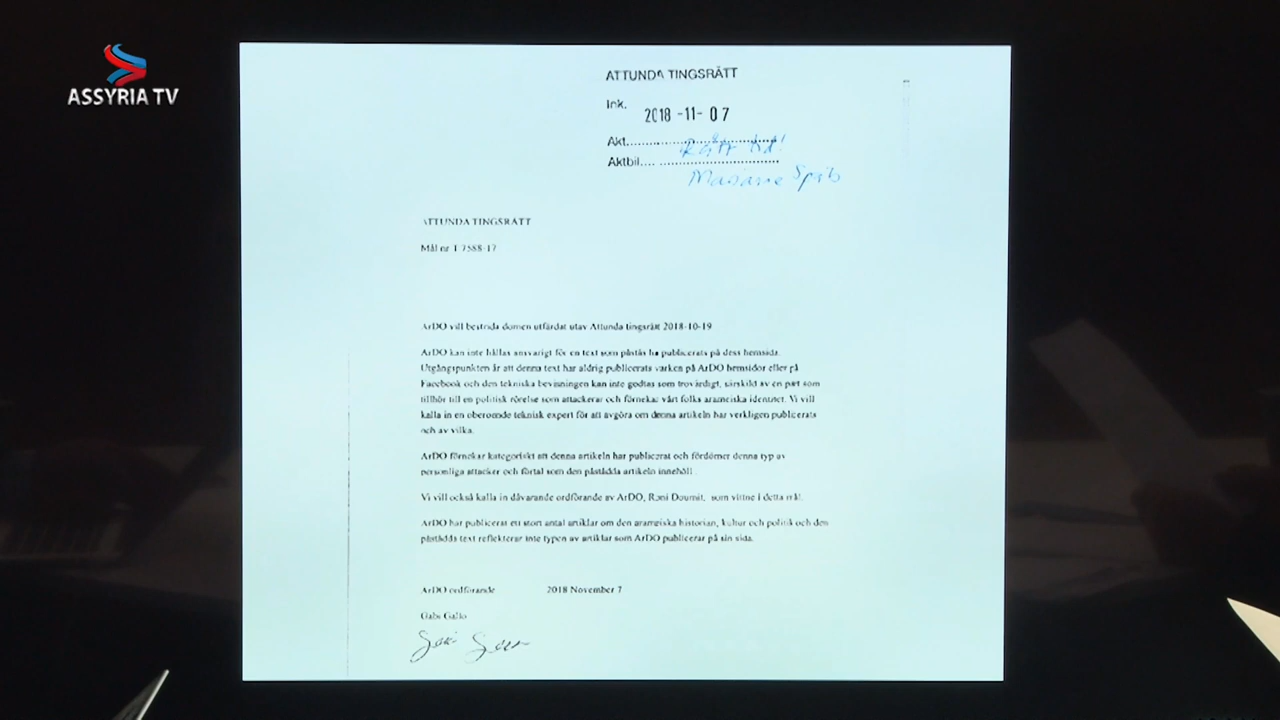 ASSYRIA TV
ATTUNDA TINGSRÄTT
Ink. 2018 -11- 07
Akt.
Rätt tid!
Aktbil.
ATTUNDA TINGSRÄTT
Mål nr T 7588-17
ArDO vill bestrida domen utfärdat utav Attunda tingsrätt 2018-10-19
ArDO kan inte hållas ansvarigt för en text som påstås ha publicerats på dess hemsida.
Utgångspunkten är att denna text har aldrig publicerats varken på ArDO hemsidor eller på
Facebook och den tekniska bevisningen kan inte godtas som trovärdigt, särskild av en part som
tillhör till en politisk rörelse som attackerar och förnekar vårt folks arameiska identitet. Vi vill
kalla in en oberoende teknisk expert för att avgöra om denna artikeln har verkligen publicerats
och av vilka.
ArDO förnekar kategoriskt att denna artikeln har publicerat och fördömer denna typ av
personliga attacker och förtal som den påstådda artikeln innehöll
Vi vill också kalla in dåvarande ordförande av ArDO, Roni Doumit, som vittne i detta mål.
ArDO har publicerat ett stort antal artiklar om den arameiska historian, kultur och politik och den
påstådda text reflekterar inte typen av artiklar som ArDO publicerar på sin sida.
ArDO ordförande 2018 November 7
Gabi Gallo